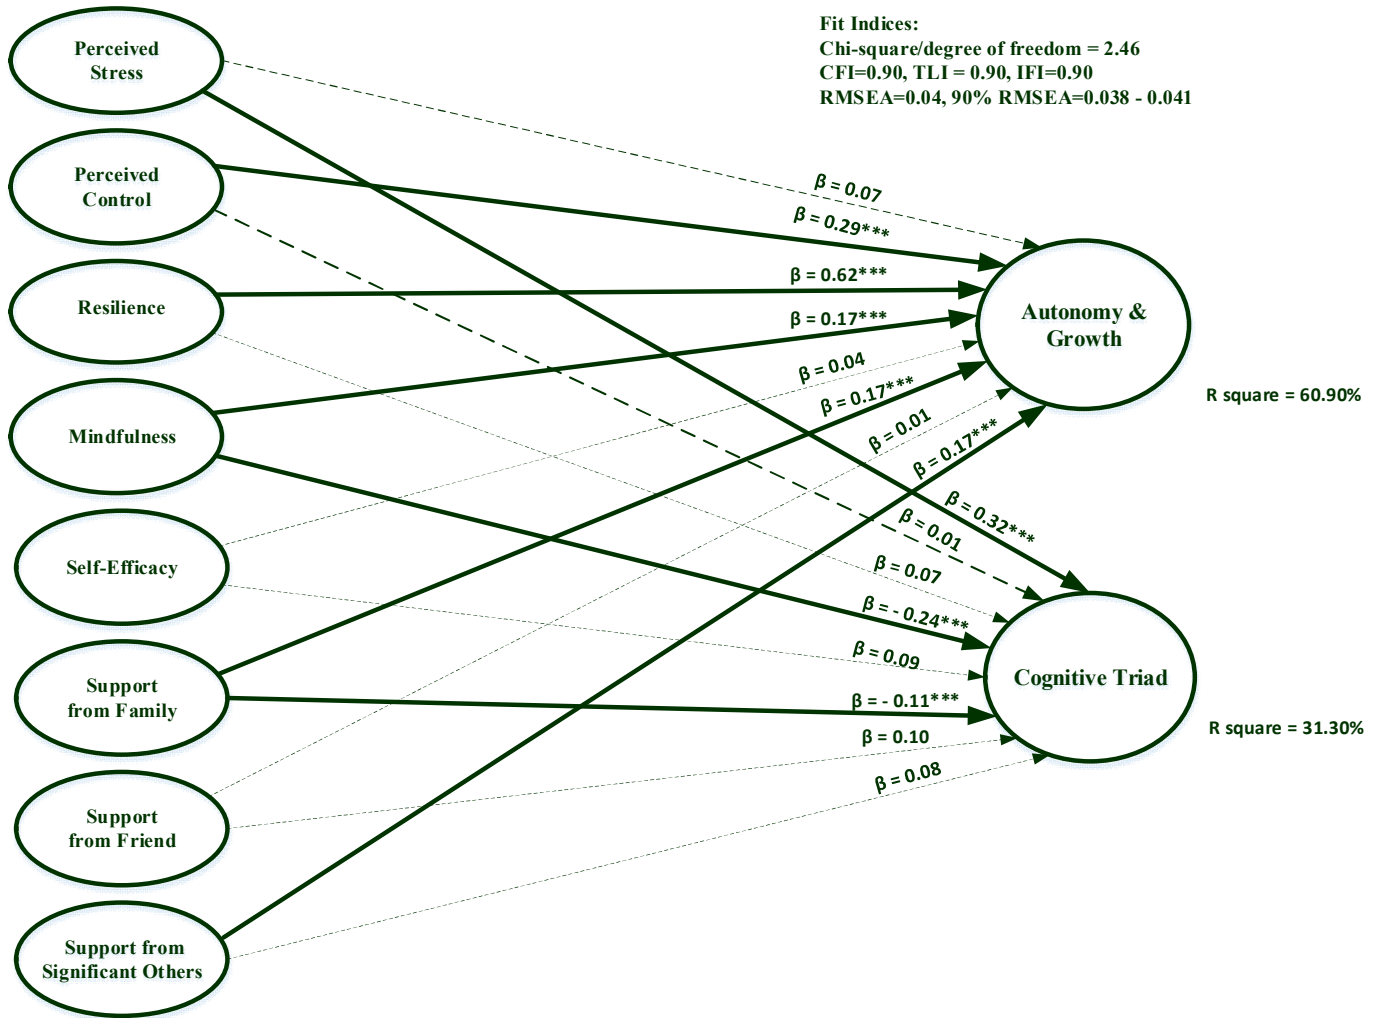 Fit Indices:
Chi-square/degree of freedom = 2.46
CFI=0.90, TLI = 0.90, IFI=0.90
RMSEA=0.04, 90% RMSEA=0.038 - 0.041
Perceived
Stress
Perceived
Control
Resilience
Mindfulness
Self-Efficacy
Support
from Family
Support
from Friend
Support from
Significant Others
β = 0.07
β = 0.29***
β = 0.62***
β = 0.17***
β = 0.04
β = 0.17***
β = 0.01
β = 0.17***
Autonomy &
Growth
R square = 60.90%
β = 0.32***
β = 0.01
β = 0.07
β = - 0.24***
β = 0.09
β = - 0.11***
β = 0.10
β = 0.08
Cognitive Triad
R square = 31.30%